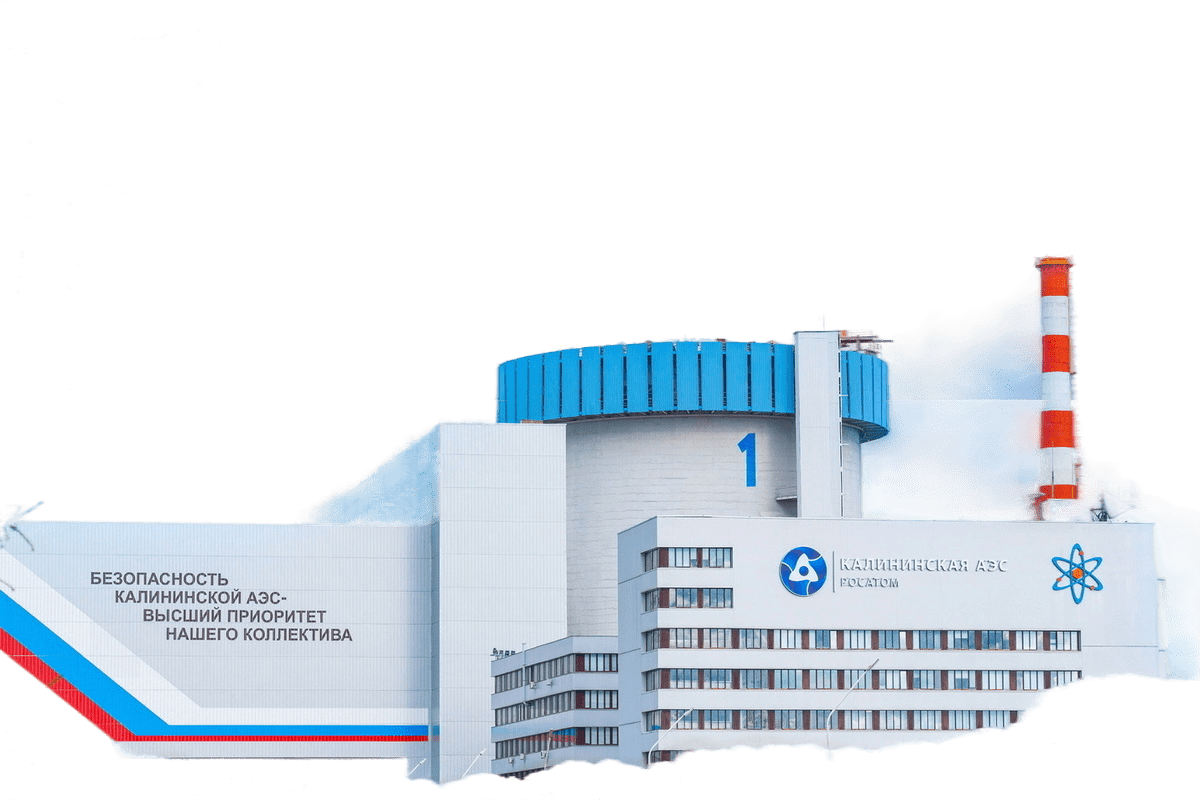 БЕЗОПАСНОСТЬ
КАЛИНИНСКОЙ АЭС-
ВЫСШИЙ ПРИОРИТЕТ
НАШЕГО КОЛЛЕКТИВА
1
КАЛИНИНСКАЯ АЭС
РОСАТОМ